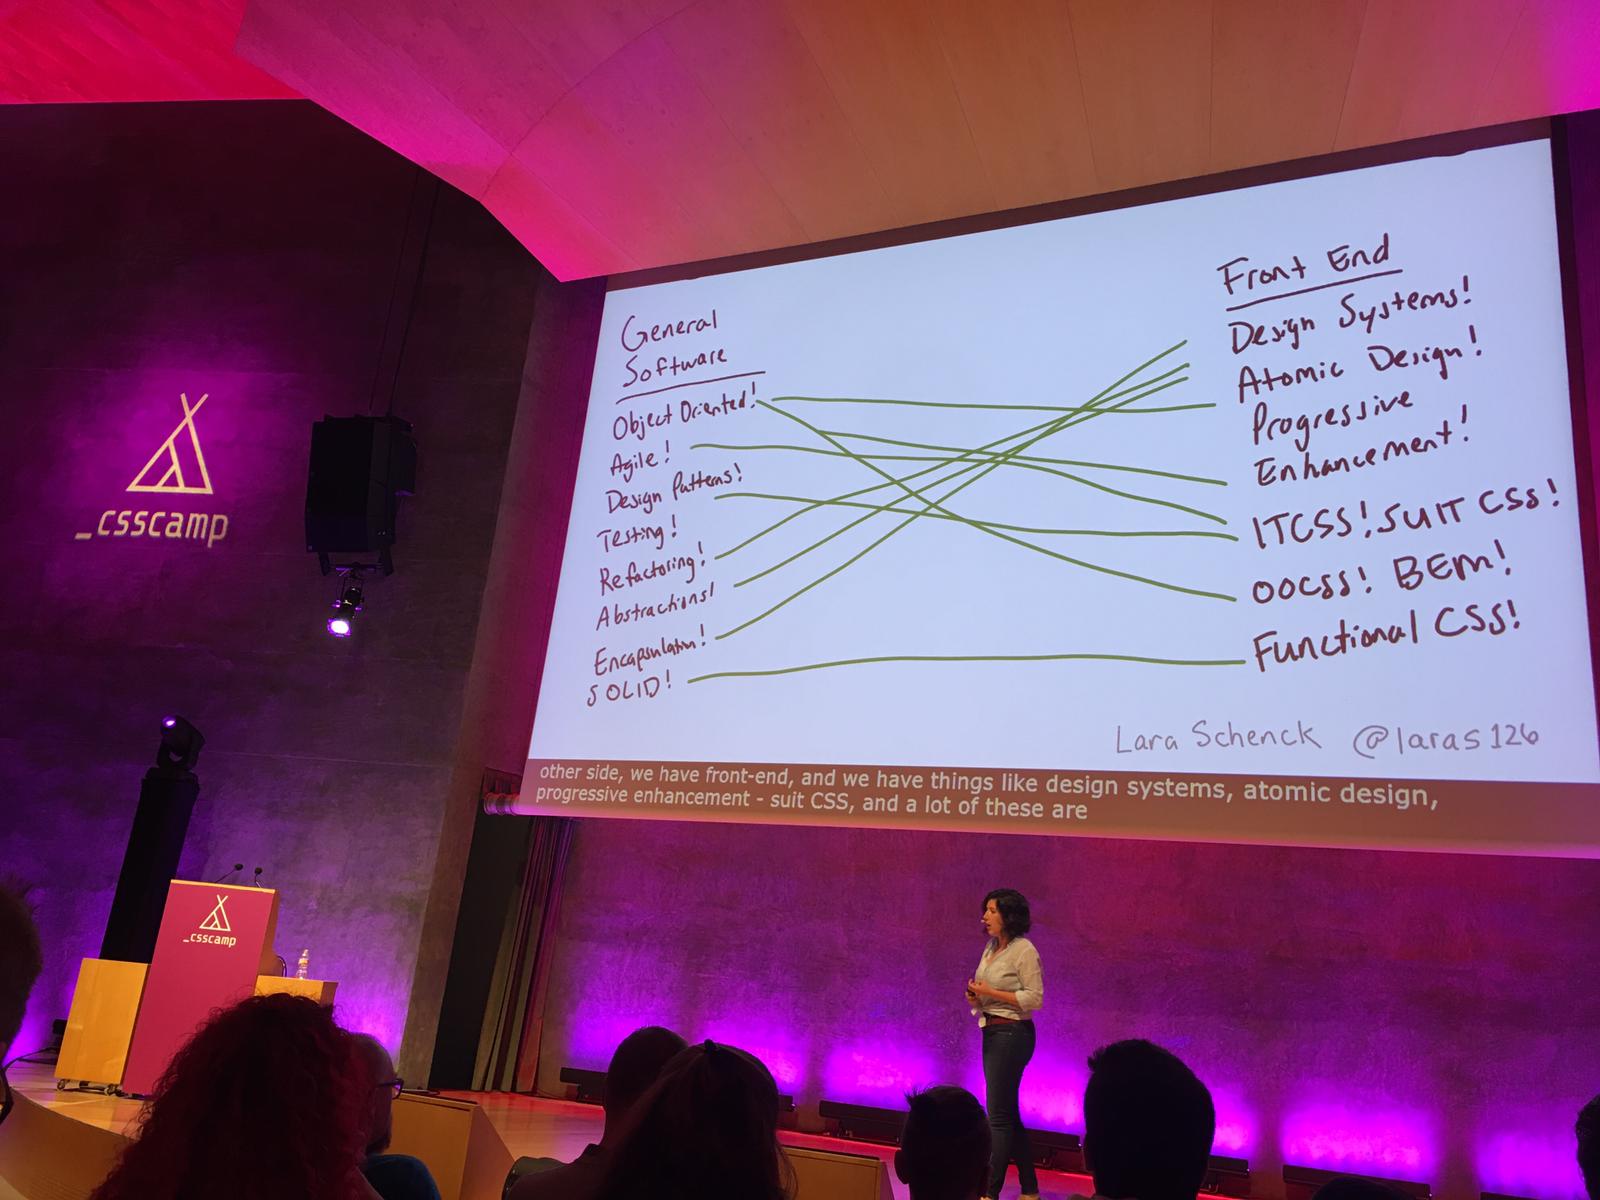 General
Software
Object Oriented!
Agile!
Design Patterns!
Testing!
Refactoring!
Abstractions!
Encapsulation!
SOLID!
Front End
Design Systems!
Atomic Design!
Progressive
Enhancement!
ITCSS! SUIT CSS!
OOCSS! BEM!
Functional CSS!
Lara Schenck @laras126
other side, we have front-end, and we have things like design systems, atomic design,
progressive enhancement - suit CSS, and a lot of these are
_csscamp
_csscamp